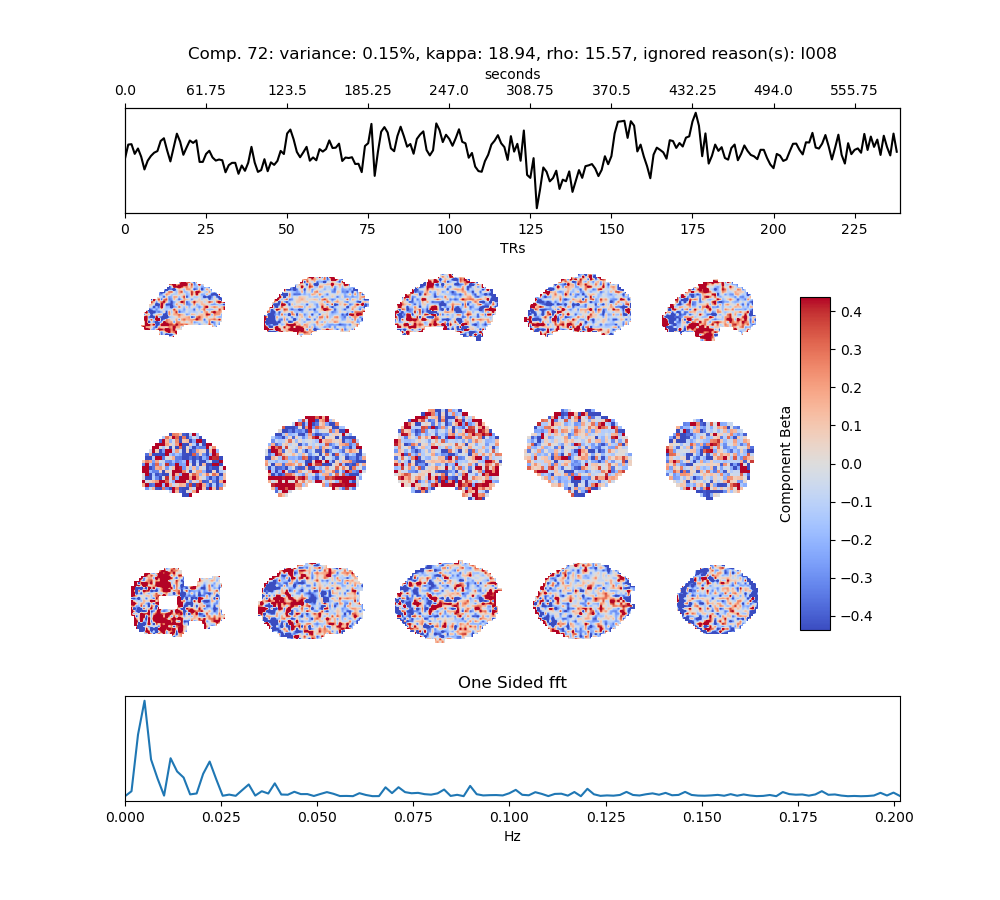 Comp. 72: variance: 0.15%, kappa: 18.94, rho: 15.57, ignored reason(s): I008
seconds
0.0 61.75 123.5 185.25 247.0 308.75 370.5 432.25 494.0 555.75
0 25 50 75 100 125 150 175 200 225
TRs
Component Beta
0.4
0.3
0.2
0.1
0.0
−0.1
−0.2
−0.3
−0.4
One Sided fft
0.000 0.025 0.050 0.075 0.100 0.125 0.150 0.175 0.200
Hz